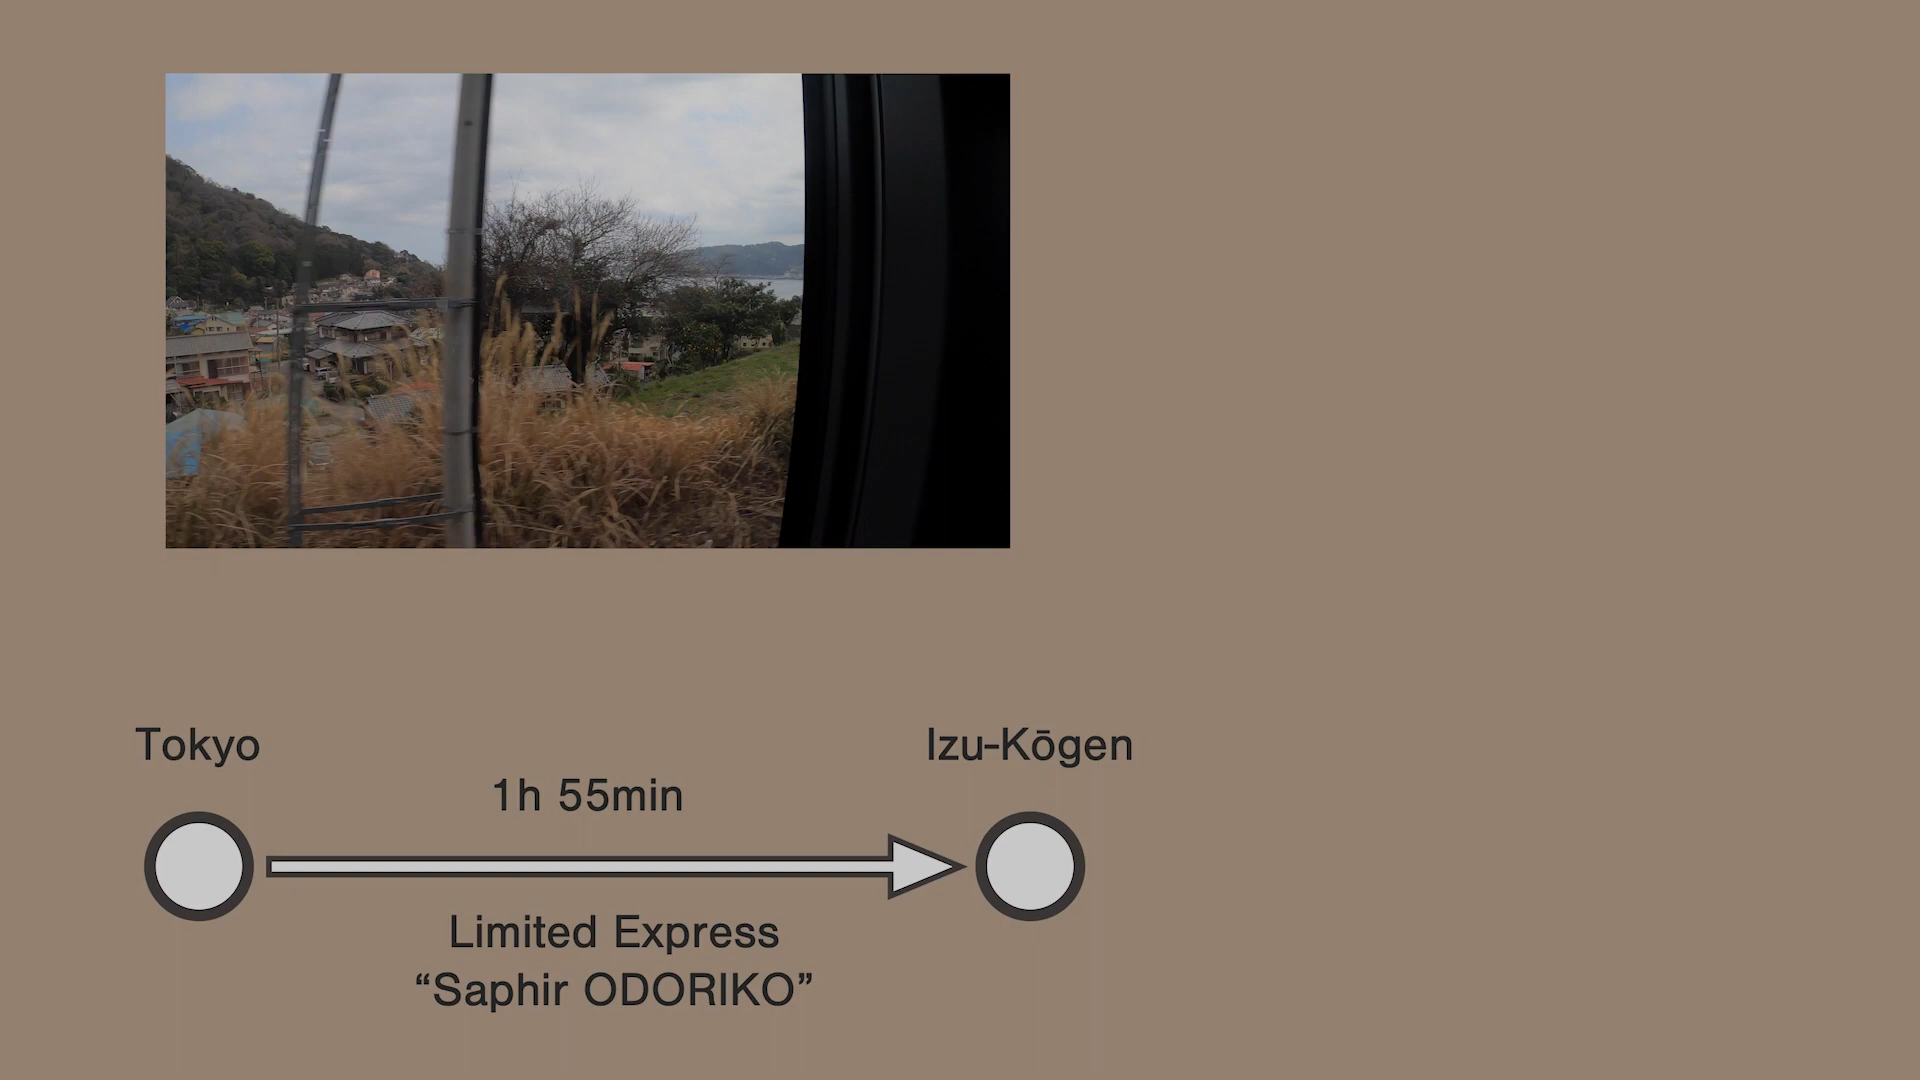 Tokyo
Izu-Kōgen
1h 55min
Limited Express
“Saphir ODORIKO”